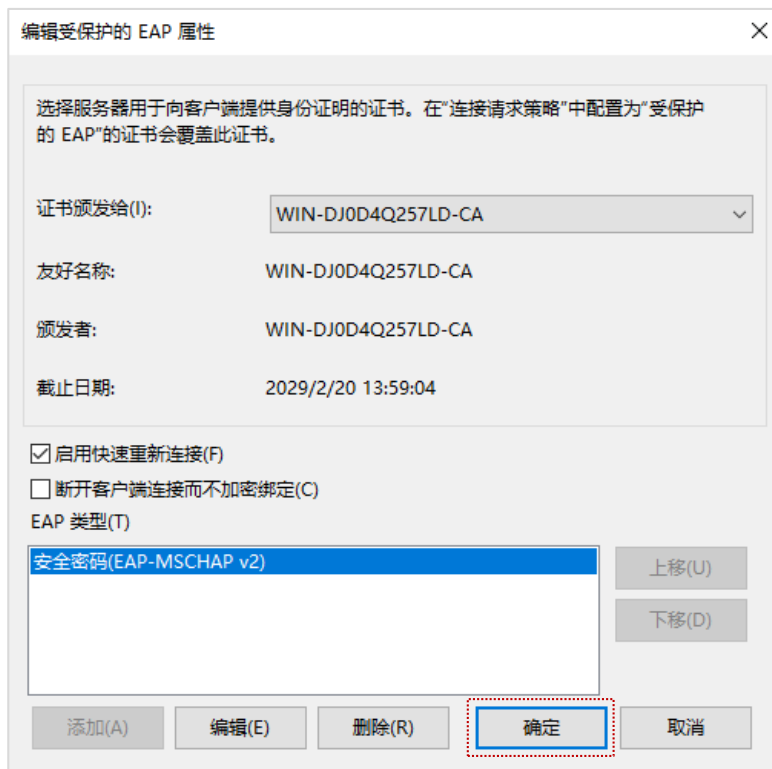 编辑受保护的 EAP 属性
选择服务器用于向客户端提供身份证明的证书。在“连接请求策略”中配置为“受保护
的 EAP”的证书会覆盖此证书。
证书颁发给(I): WIN-DJ0D4Q257LD-CA
友好名称: WIN-DJ0D4Q257LD-CA
颁发者: WIN-DJ0D4Q257LD-CA
截止日期: 2029/2/20 13:59:04
启用快速重新连接(F)
断开客户端连接而不加密绑定(C)
EAP 类型(T)
安全密码(EAP-MSCHAP v2)
上移(U)
下移(D)
添加(A) 编辑(E) 删除(R) 确定 取消